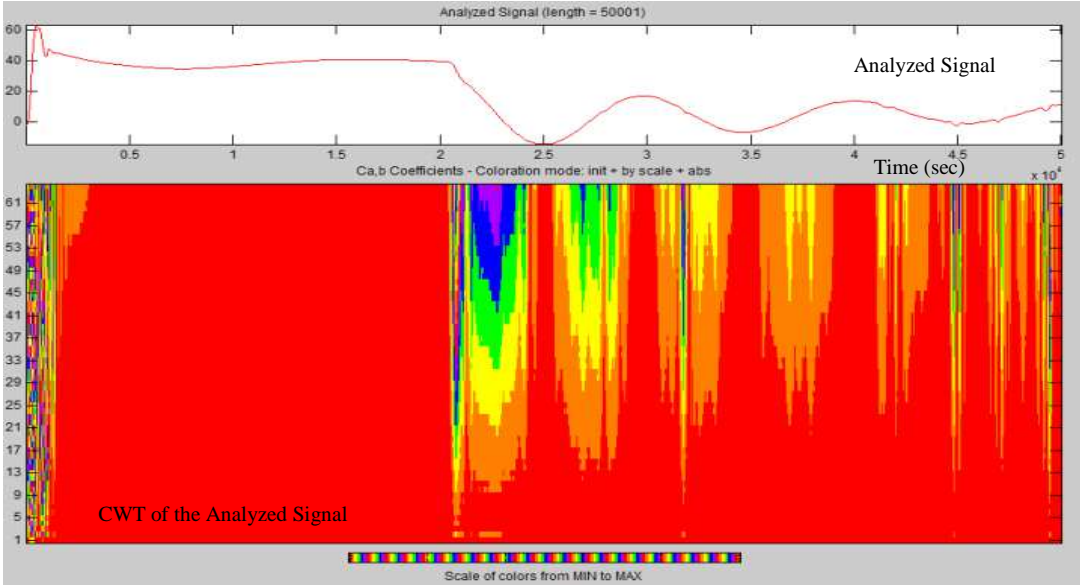 Analyzed Signal (length = 50001)
60
40
20
0
Analyzed Signal
0.5 1 1.5 2 2.5 3 3.5 4 4.5 5
Time (sec)
x 10⁴
Ca,b Coefficients - Coloration mode: init + by scale + abs
61
57
53
49
45
41
37
33
29
25
21
17
13
9
5
1
CWT of the Analyzed Signal
Scale of colors from MIN to MAX